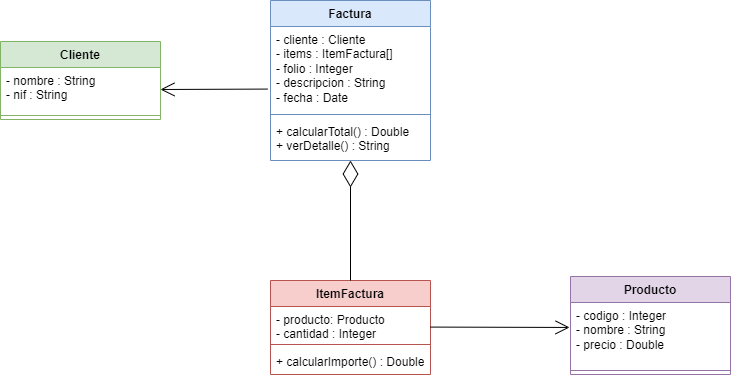 Factura
- cliente : Cliente
- items : ItemFactura[]
- folio : Integer
- descripcion : String
- fecha : Date
+ calcularTotal() : Double
+ verDetalle() : String
Cliente
- nombre : String
- nif : String
ItemFactura
- producto: Producto
- cantidad : Integer
+ calcularImporte() : Double
Producto
- codigo : Integer
- nombre : String
- precio : Double